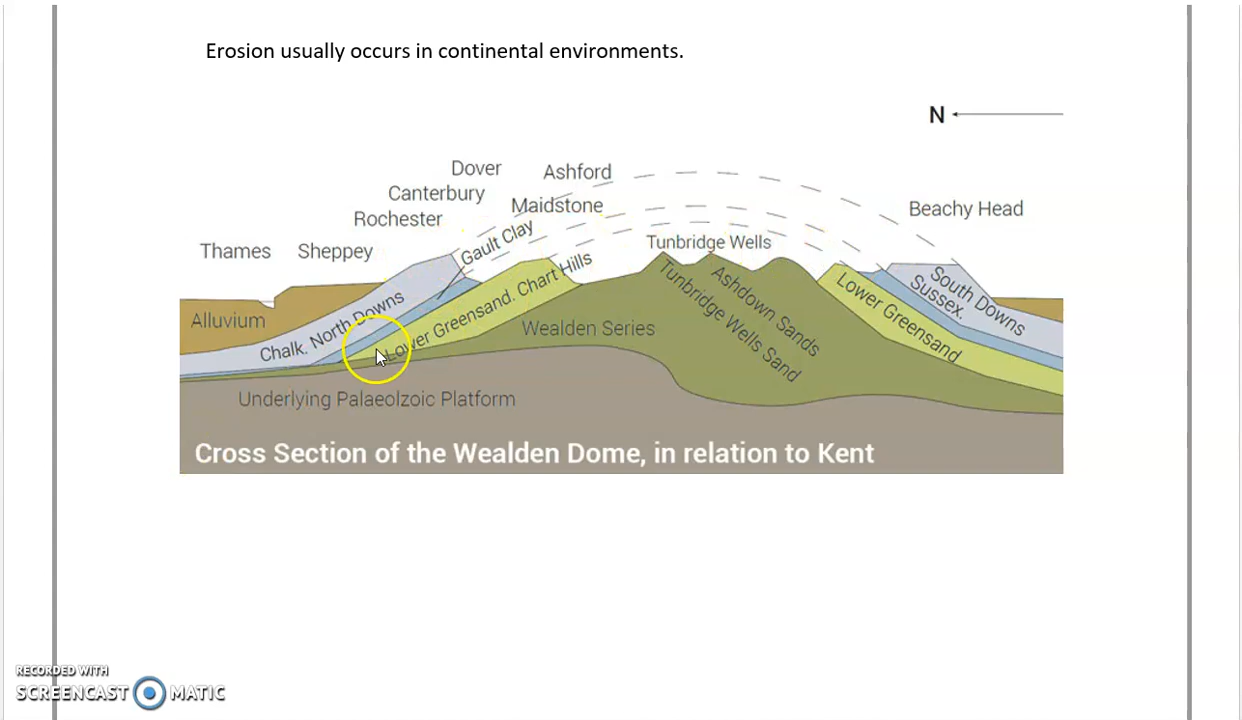 Erosion usually occurs in continental environments.
N
Dover
Ashford
Canterbury
Maidstone
Rochester
Beachy Head
Thames
Sheppey
Gault Clay
Tunbridge Wells
Alluvium
Chalk. North Downs
Lower Greensand. Chart Hills
Wealden Series
Ashdown Sands
Tunbridge Wells Sand
Lower Greensand
South Downs
Sussex.
Underlying Palaeolzoic Platform
Cross Section of the Wealden Dome, in relation to Kent
RECORDED WITH
SCREENCAST MATIC